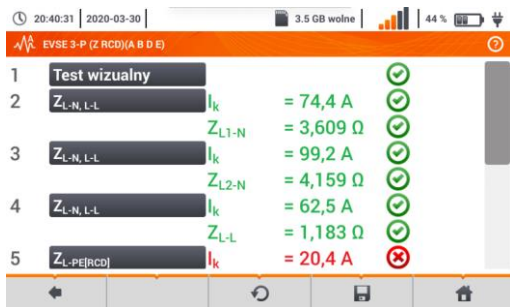 20:40:31 2020-03-30 3.5 GB wolne 44 %
EVSE 3-P (Z RCD)(A B D E)
1 Test wizualny
2 ZL-N, L-L Ik = 74,4 A
ZL1-N = 3,609 Ω
3 ZL-N, L-L Ik = 99,2 A
ZL2-N = 4,159 Ω
4 ZL-N, L-L Ik = 62,5 A
ZL-L = 1,183 Ω
5 ZL-PE[RCD] Ik = 20,4 A